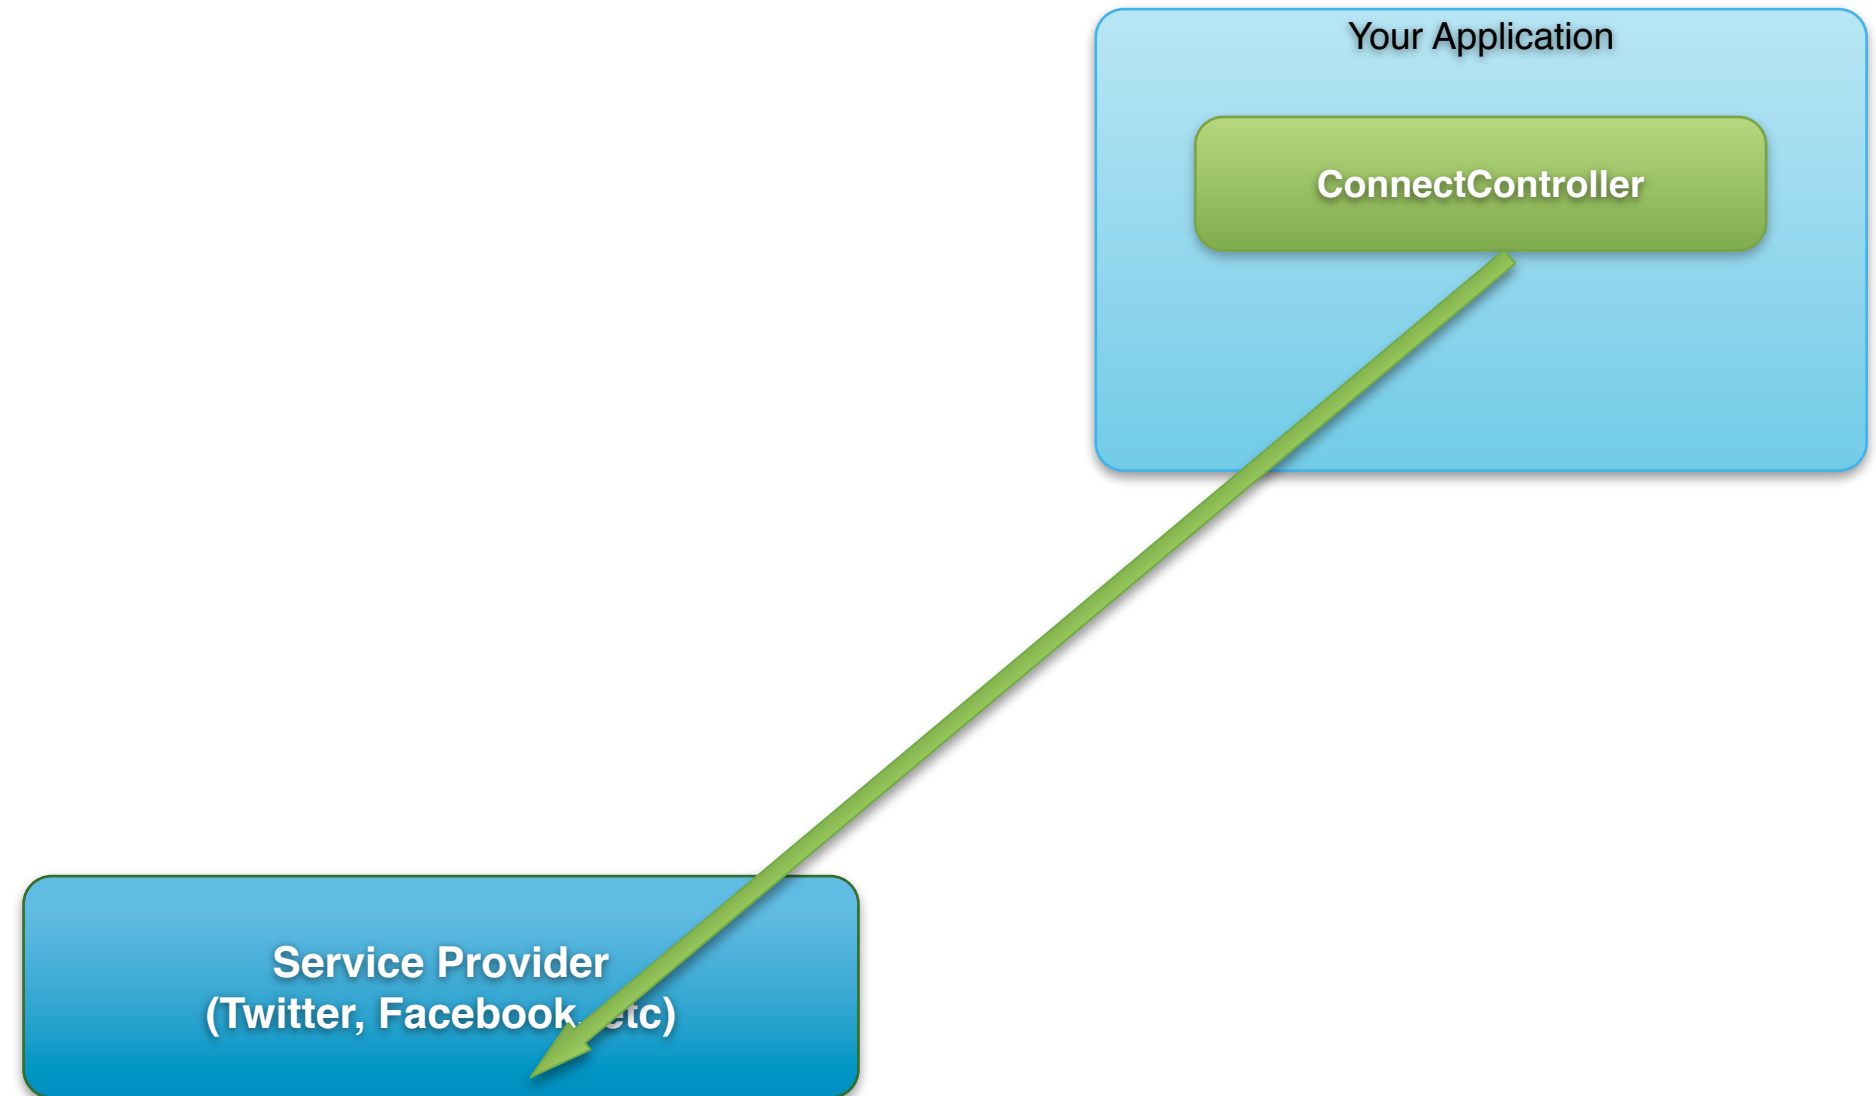 Your Application
ConnectController
Service Provider
(Twitter, Facebook, etc)